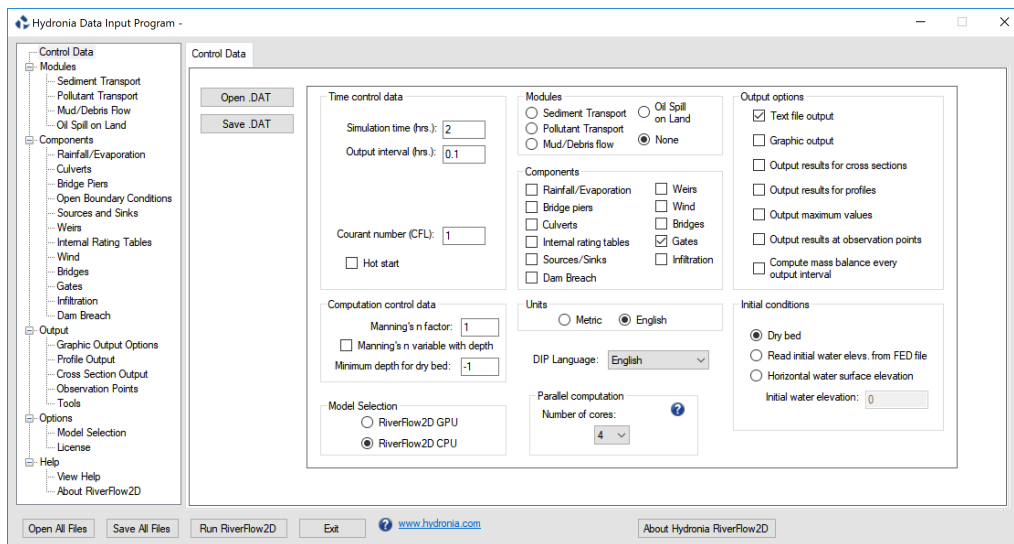 Hydronia Data Input Program -
Control Data
Modules
Sediment Transport
Pollutant Transport
Mud/Debris Flow
Oil Spill on Land
Components
Rainfall/Evaporation
Culverts
Bridge Piers
Open Boundary Conditions
Sources and Sinks
Weirs
Internal Rating Tables
Wind
Bridges
Gates
Infiltration
Dam Breach
Output
Graphic Output Options
Profile Output
Cross Section Output
Observation Points
Tools
Options
Model Selection
License
Help
View Help
About RiverFlow2D
Control Data
Open .DAT
Save .DAT
Time control data
Simulation time (hrs.): 2
Output interval (hrs.): 0.1
Courant number (CFL): 1
Hot start
Computation control data
Manning's n factor: 1
Manning's n variable with depth
Minimum depth for dry bed: -1
Model Selection
RiverFlow2D GPU
RiverFlow2D CPU
Modules
Sediment Transport
Pollutant Transport
Mud/Debris flow
Oil Spill
on Land
None
Components
Rainfall/Evaporation
Bridge piers
Culverts
Internal rating tables
Sources/Sinks
Dam Breach
Weirs
Wind
Bridges
Gates
Infiltration
Units
Metric
English
DIP Language: English
Parallel computation
Number of cores:
4
Output options
Text file output
Graphic output
Output results for cross sections
Output results for profiles
Output maximum values
Output results at observation points
Compute mass balance every
output interval
Initial conditions
Dry bed
Read initial water elevs. from FED file
Horizontal water surface elevation
Initial water elevation: 0
Open All Files
Save All Files
Run RiverFlow2D
Exit
www.hydronia.com
About Hydronia RiverFlow2D